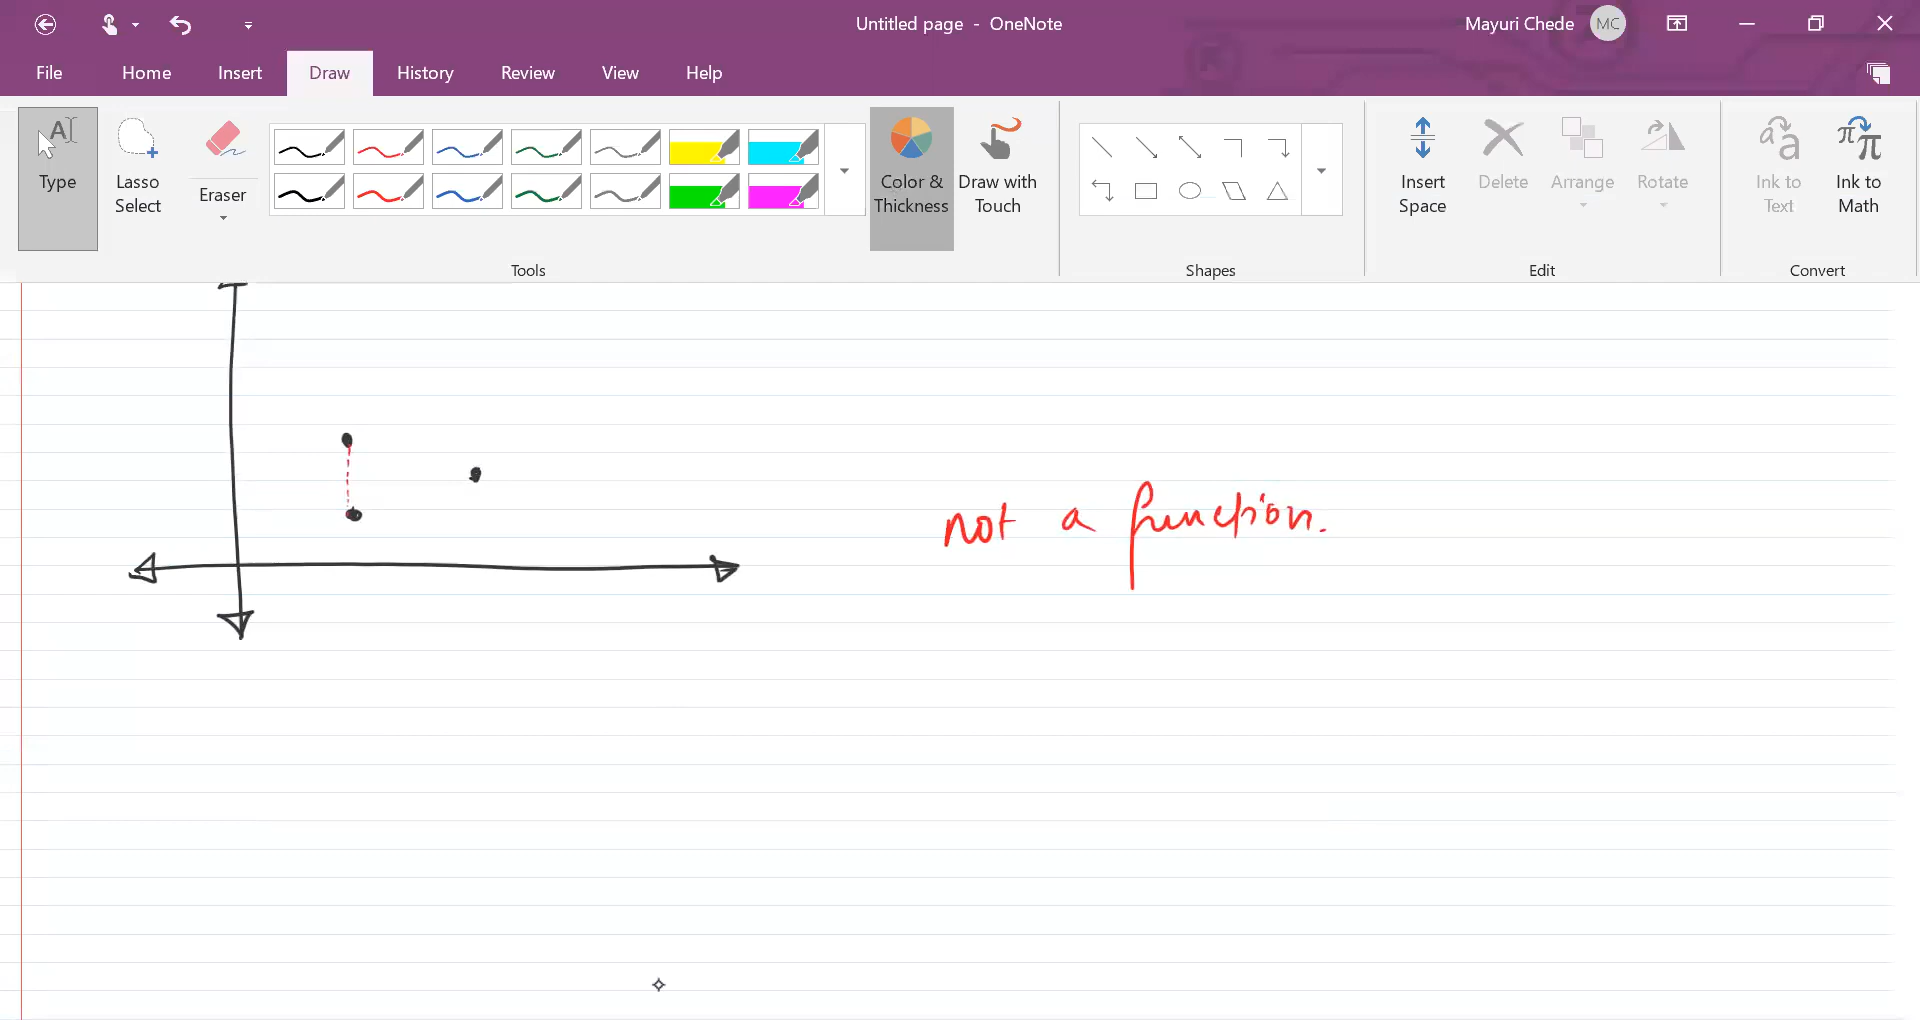 Untitled page - OneNote
Mayuri Chede MC
File Home Insert Draw History Review View Help
Type
Lasso Select
Eraser
Color & Thickness
Draw with Touch
Insert Space
Delete
Arrange
Rotate
Ink to Text
Ink to Math
Tools Shapes Edit Convert
not a function.